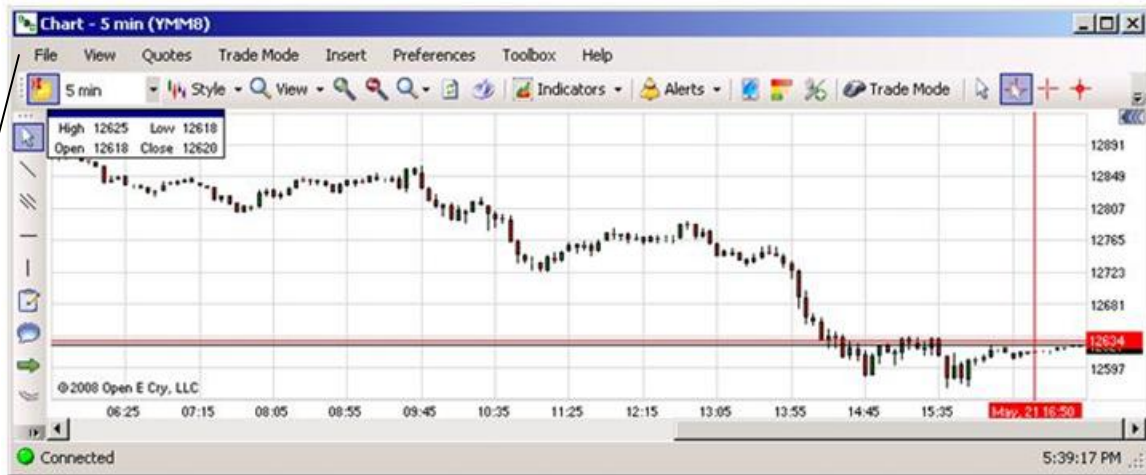 Chart - 5 min (YMM8)
File View Quotes Trade Mode Insert Preferences Toolbox Help
5 min Style View Indicators Alerts Trade Mode
High 12625 Low 12618
Open 12618 Close 12620
12891
12849
12807
12765
12723
12681
12634
12597
©2008 Open E Cry, LLC
06:25 07:15 08:05 08:55 09:45 10:35 11:25 12:15 13:05 13:55 14:45 15:35 May, 21 16:50
Connected 5:39:17 PM